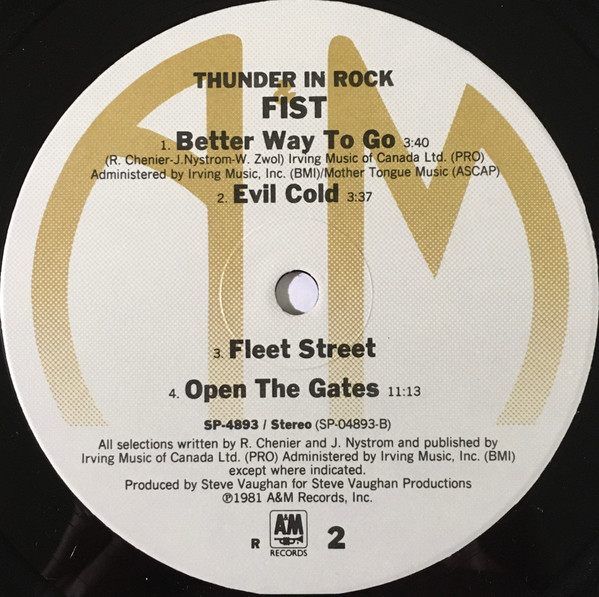 THUNDER IN ROCK
FIST
1. Better Way To Go 3:40
(R. Chenier-J.Nystrom-W. Zwol) Irving Music of Canada Ltd. (PRO)
Administered by Irving Music, Inc. (BMI)/Mother Tongue Music (ASCAP)
2. Evil Cold 3:37
3. Fleet Street
4. Open The Gates 11:13
SP-4893 / Stereo (SP-04893-B)
All selections written by R. Chenier and J. Nystrom and published by
Irving Music of Canada Ltd. (PRO) Administered by Irving Music, Inc. (BMI)
except where indicated.
Produced by Steve Vaughan for Steve Vaughan Productions
℗1981 A&M Records, Inc.
A&M
RECORDS
R 2